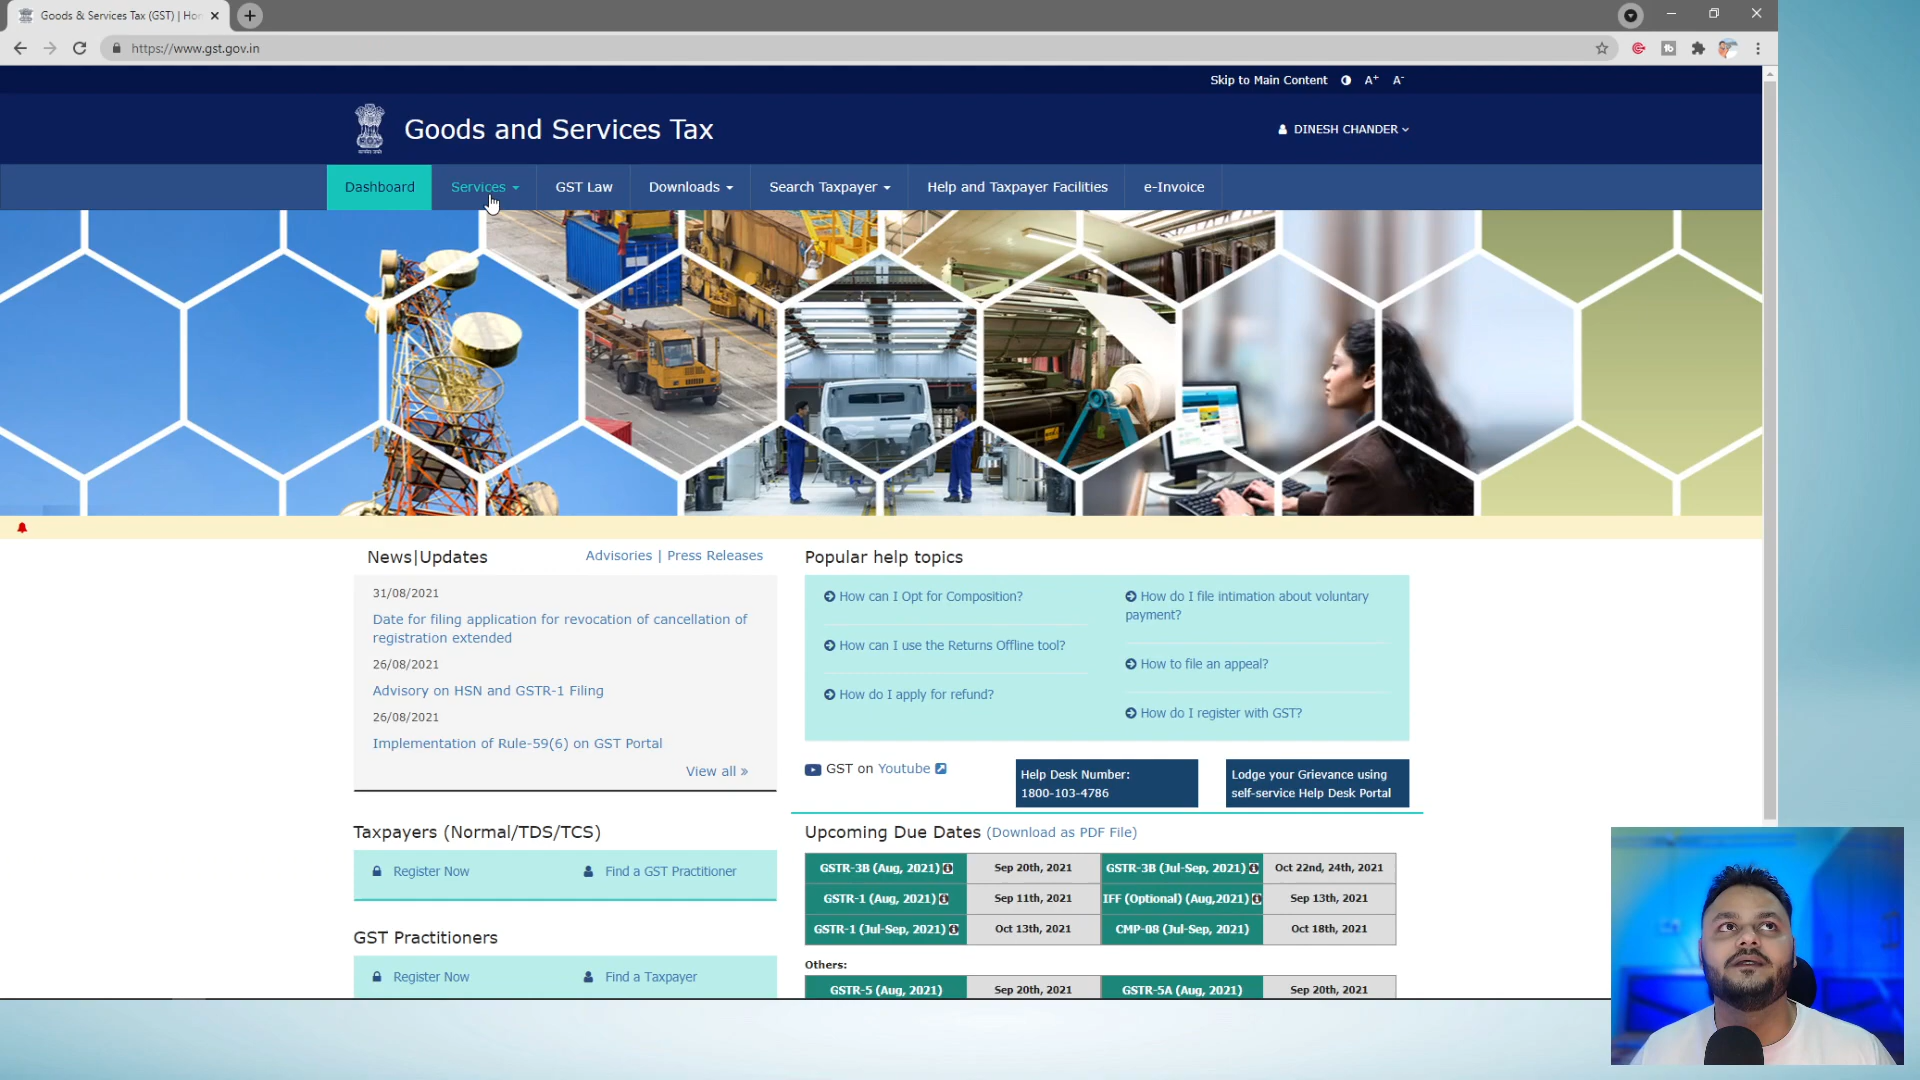 Goods & Services Tax (GST) | Ho
https://www.gst.gov.in
Skip to Main Content A+ A-
Goods and Services Tax
DINESH CHANDER
Dashboard Services GST Law Downloads Search Taxpayer Help and Taxpayer Facilities e-Invoice
News|Updates Advisories | Press Releases
31/08/2021
Date for filing application for revocation of cancellation of
registration extended
26/08/2021
Advisory on HSN and GSTR-1 Filing
26/08/2021
Implementation of Rule-59(6) on GST Portal
View all »
Popular help topics
How can I Opt for Composition?
How can I use the Returns Offline tool?
How do I apply for refund?
How do I file intimation about voluntary
payment?
How to file an appeal?
How do I register with GST?
GST on Youtube
Help Desk Number:
1800-103-4786
Lodge your Grievance using
self-service Help Desk Portal
Taxpayers (Normal/TDS/TCS)
Register Now Find a GST Practitioner
GST Practitioners
Register Now Find a Taxpayer
Upcoming Due Dates (Download as PDF File)
GSTR-3B (Aug, 2021) Sep 20th, 2021 GSTR-3B (Jul-Sep, 2021) Oct 22nd, 24th, 2021
GSTR-1 (Aug, 2021) Sep 11th, 2021 IFF (Optional) (Aug,2021) Sep 13th, 2021
GSTR-1 (Jul-Sep, 2021) Oct 13th, 2021 CMP-08 (Jul-Sep, 2021) Oct 18th, 2021
Others:
GSTR-5 (Aug, 2021) Sep 20th, 2021 GSTR-5A (Aug, 2021) Sep 20th, 2021